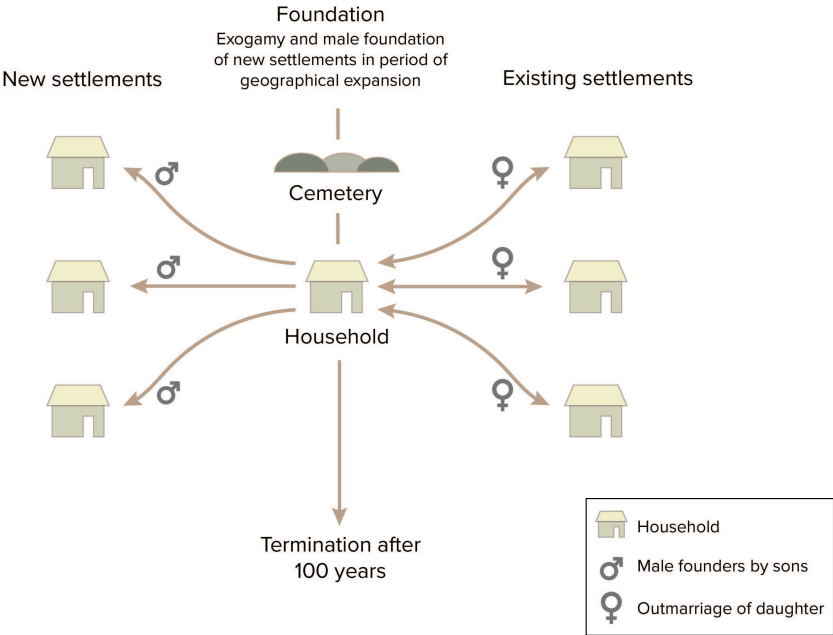 Foundation
Exogamy and male foundation
of new settlements in period of
geographical expansion
New settlements
Existing settlements
♂
♀
Cemetery
♂
♀
Household
♂
♀
Termination after
100 years
Household
♂ Male founders by sons
♀ Outmarriage of daughter